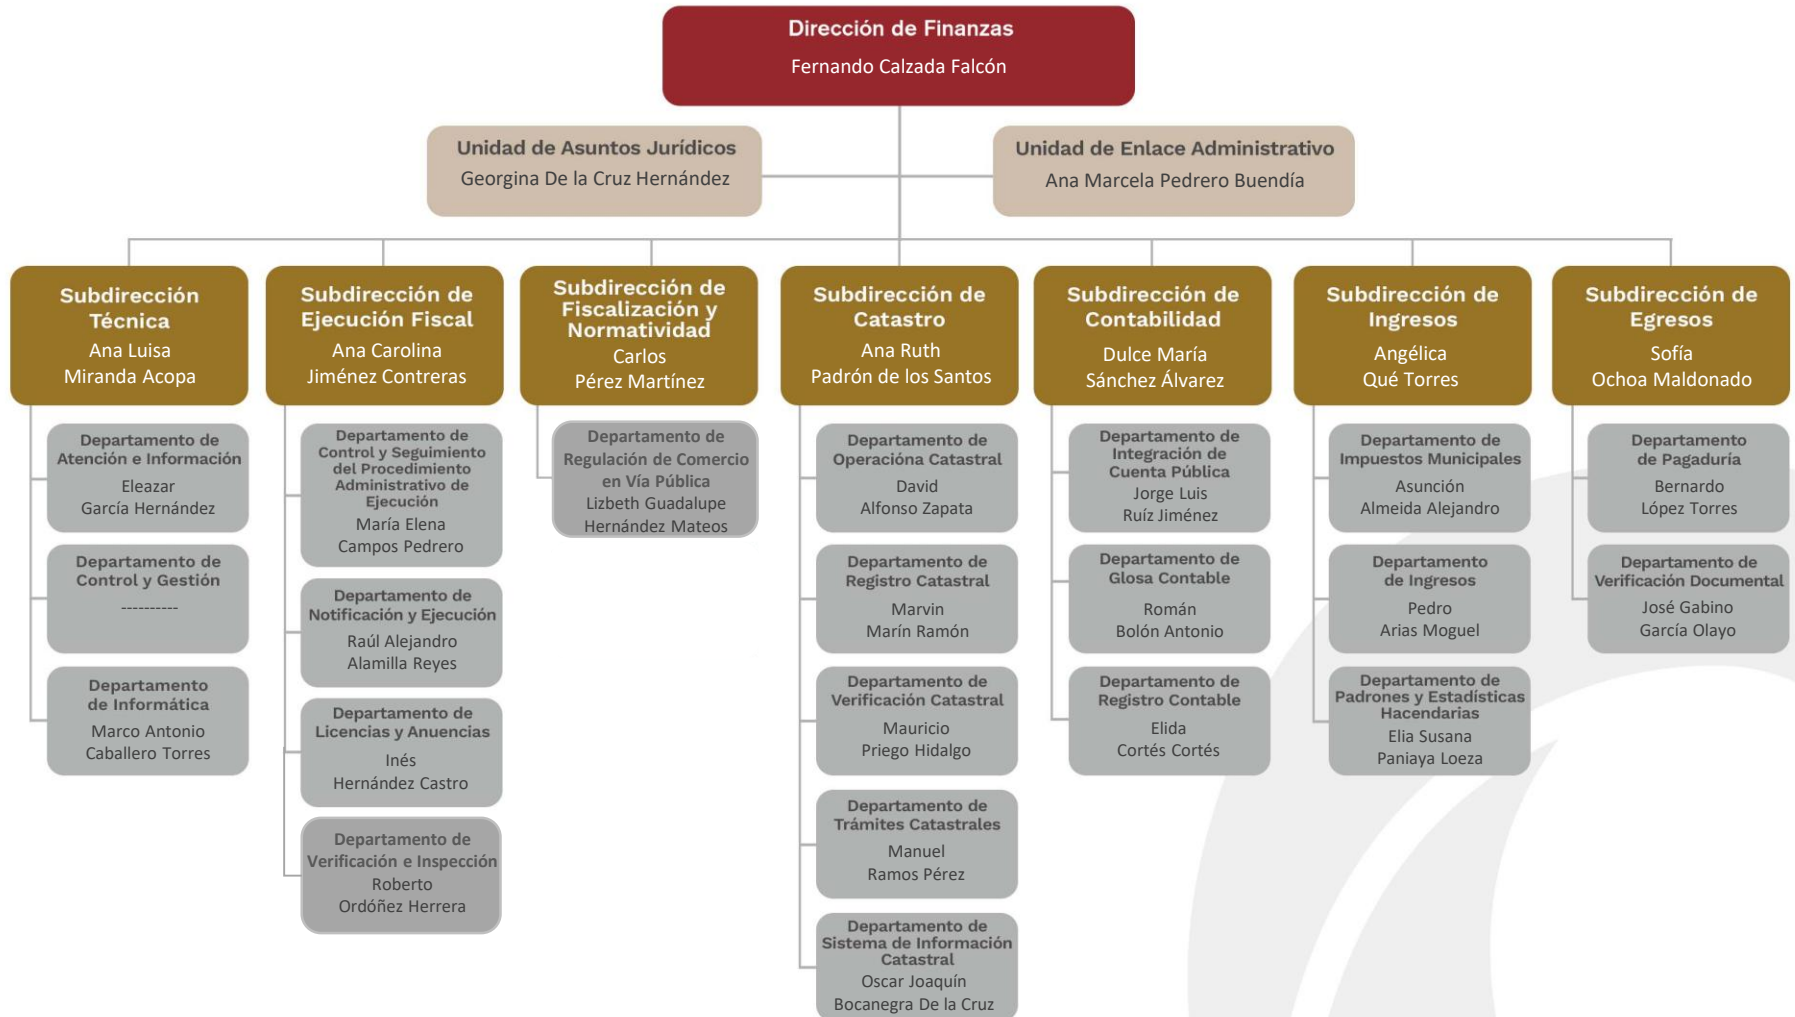 Dirección de Finanzas
Fernando Calzada Falcón
Unidad de Asuntos Jurídicos
Georgina De la Cruz Hernández
Unidad de Enlace Administrativo
Ana Marcela Pedrero Buendía
Subdirección
Técnica
Ana Luisa
Miranda Acopa
Departamento de
Atención e Información
Eleazar
García Hernández
Departamento de
Control y Gestión
----------
Departamento
de Informática
Marco Antonio
Caballero Torres
Subdirección de
Ejecución Fiscal
Ana Carolina
Jiménez Contreras
Departamento de
Control y Seguimiento
del Procedimiento
Administrativo de
Ejecución
María Elena
Campos Pedrero
Departamento de
Notificación y Ejecución
Raúl Alejandro
Alamilla Reyes
Departamento de
Licencias y Anuencias
Inés
Hernández Castro
Departamento de
Verificación e Inspección
Roberto
Ordóñez Herrera
Subdirección de
Fiscalización y
Normatividad
Carlos
Pérez Martínez
Departamento de
Regulación de Comercio
en Vía Pública
Lizbeth Guadalupe
Hernández Mateos
Subdirección de
Catastro
Ana Ruth
Padrón de los Santos
Departamento de
Operacióna Catastral
David
Alfonso Zapata
Departamento de
Registro Catastral
Marvin
Marín Ramón
Departamento de
Verificación Catastral
Mauricio
Priego Hidalgo
Departamento de
Trámites Catastrales
Manuel
Ramos Pérez
Departamento de
Sistema de Información
Catastral
Oscar Joaquín
Bocanegra De la Cruz
Subdirección de
Contabilidad
Dulce María
Sánchez Álvarez
Departamento de
Integración de
Cuenta Pública
Jorge Luis
Ruíz Jiménez
Departamento de
Glosa Contable
Román
Bolón Antonio
Departamento de
Registro Contable
Elida
Cortés Cortés
Subdirección de
Ingresos
Angélica
Qué Torres
Departamento de
Impuestos Municipales
Asunción
Almeida Alejandro
Departamento
de Ingresos
Pedro
Arias Moguel
Departamento de
Padrones y Estadísticas
Hacendarias
Elia Susana
Paniaya Loeza
Subdirección de
Egresos
Sofía
Ochoa Maldonado
Departamento
de Pagaduría
Bernardo
López Torres
Departamento de
Verificación Documental
José Gabino
García Olayo